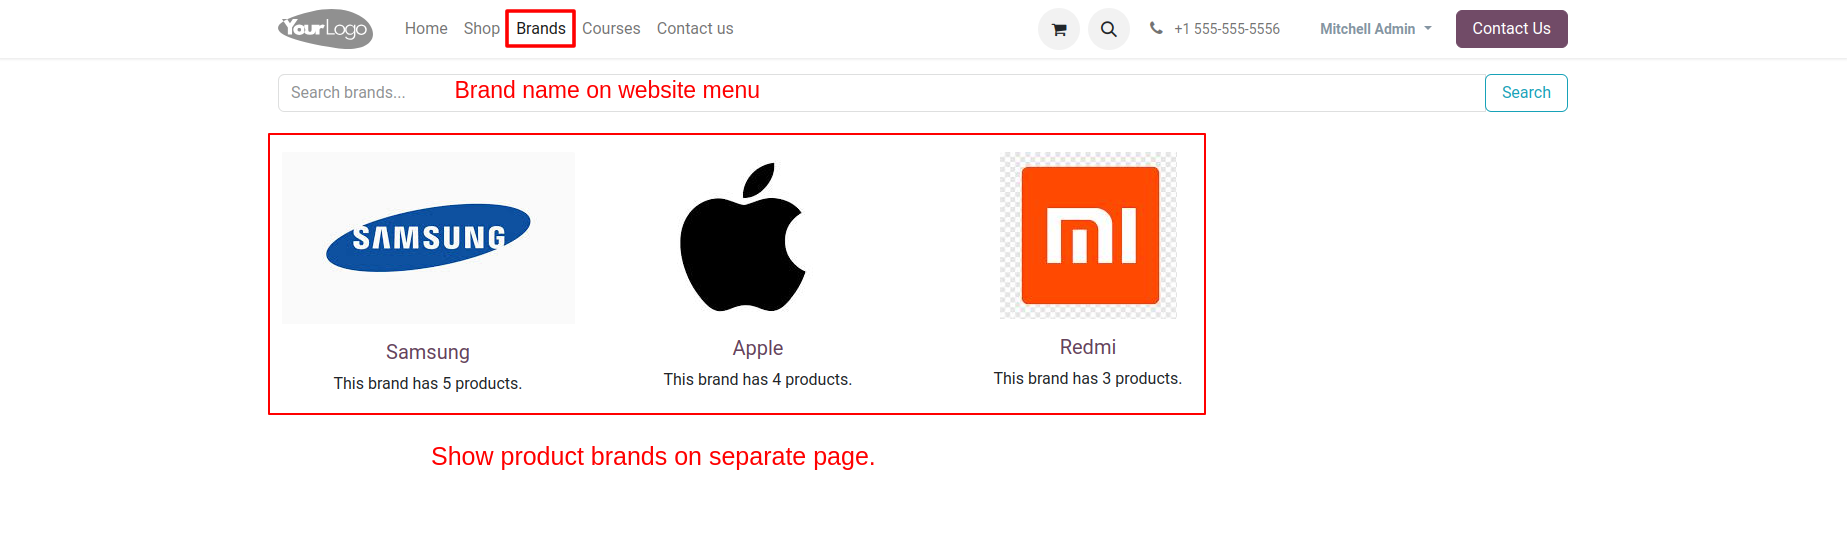 YourLogo Home Shop Brands Courses Contact us +1 555-555-5556 Mitchell Admin Contact Us
Search brands... Brand name on website menu Search
SAMSUNG mi
Samsung Apple Redmi
This brand has 5 products. This brand has 4 products. This brand has 3 products.
Show product brands on separate page.